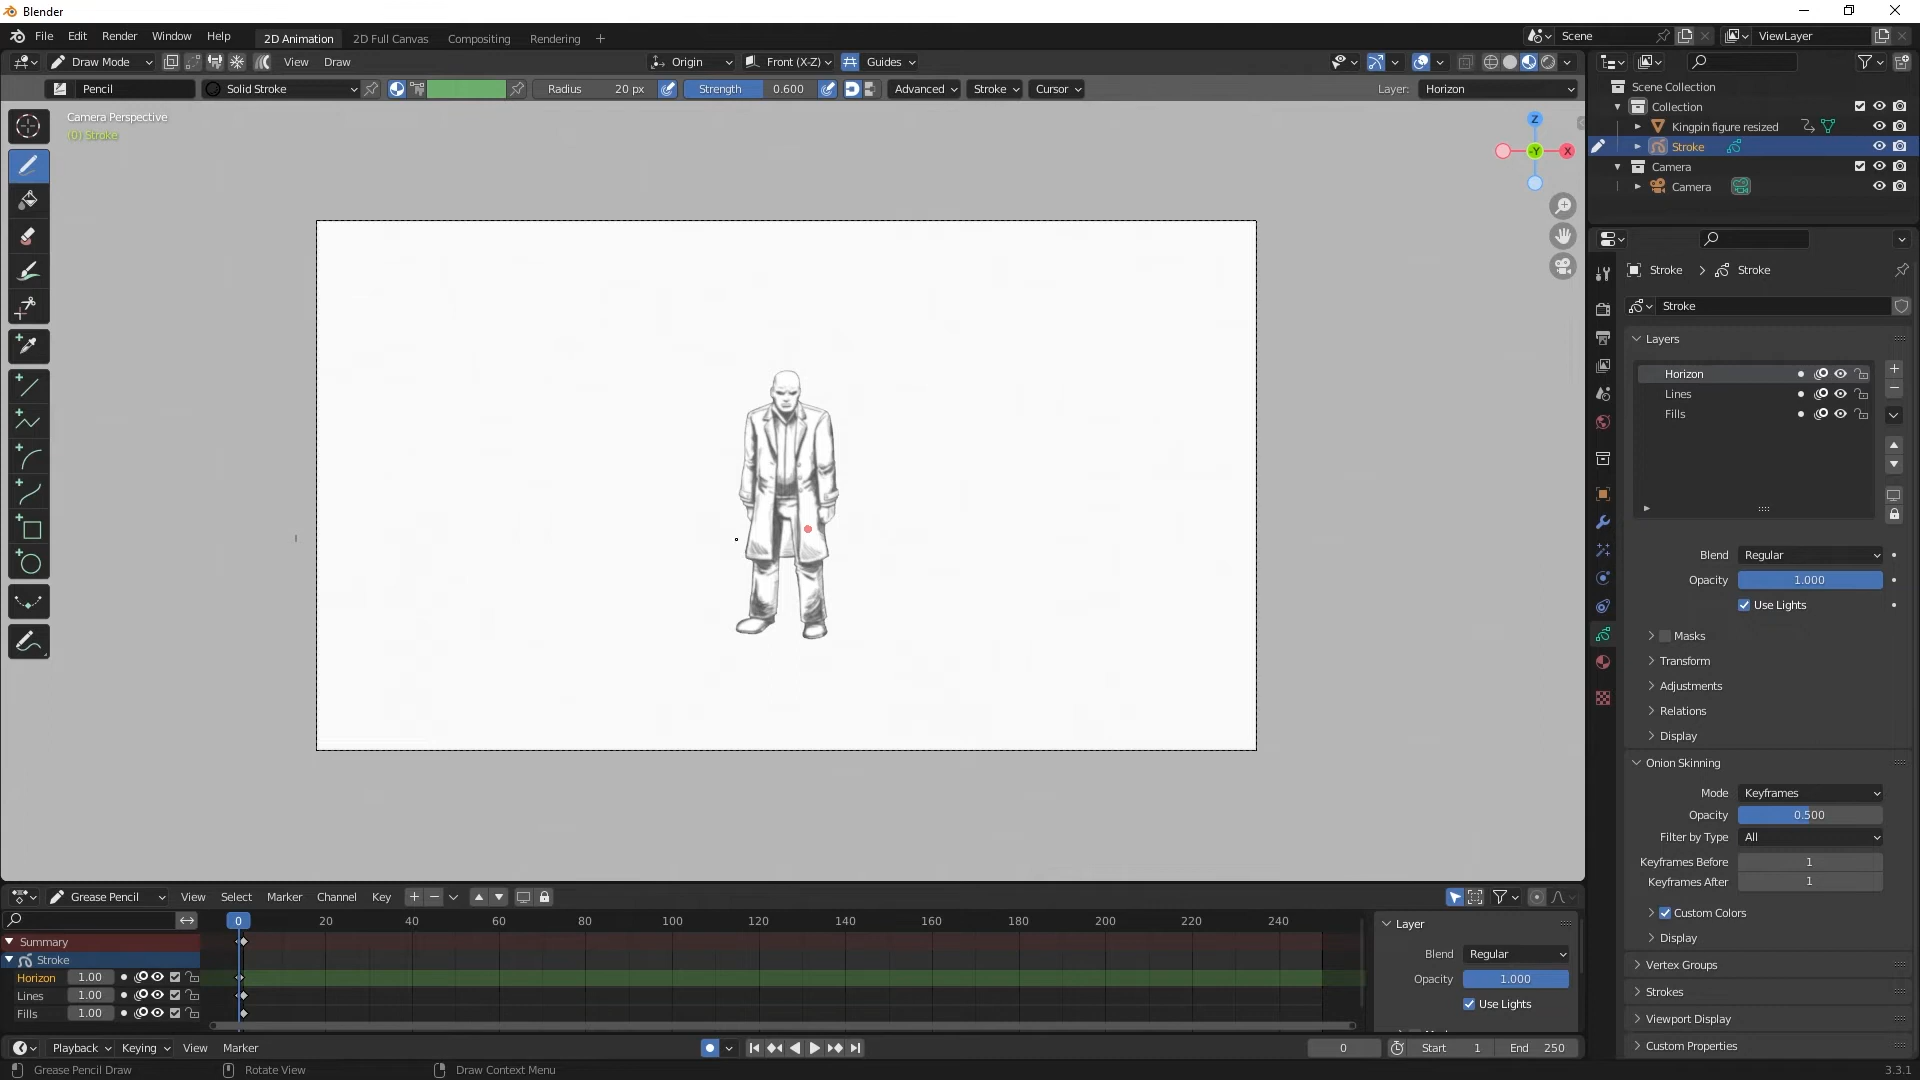 Blender
File Edit Render Window Help 2D Animation 2D Full Canvas Compositing Rendering + Scene ViewLayer
Draw Mode View Draw Origin Front (X-Z) Guides
Pencil Solid Stroke Radius 20 px Strength 0.600 Advanced Stroke Cursor Layer: Horizon
Camera Perspective
(0) Stroke
Z
-Y
X
Scene Collection
Collection
Kingpin figure resized
Stroke
Camera
Camera
Stroke > Stroke
Stroke
Layers
Horizon
Lines
Fills
Blend Regular
Opacity 1.000
Use Lights
Masks
Transform
Adjustments
Relations
Display
Onion Skinning
Mode Keyframes
Opacity 0.500
Filter by Type All
Keyframes Before 1
Keyframes After 1
Custom Colors
Display
Vertex Groups
Strokes
Viewport Display
Custom Properties
Grease Pencil View Select Marker Channel Key
0 20 40 60 80 100 120 140 160 180 200 220 240
Summary
Stroke
Horizon 1.00
Lines 1.00
Fills 1.00
Layer
Blend Regular
Opacity 1.000
Use Lights
Playback Keying View Marker 0 Start 1 End 250
Grease Pencil Draw Rotate View Draw Context Menu 3.3.1